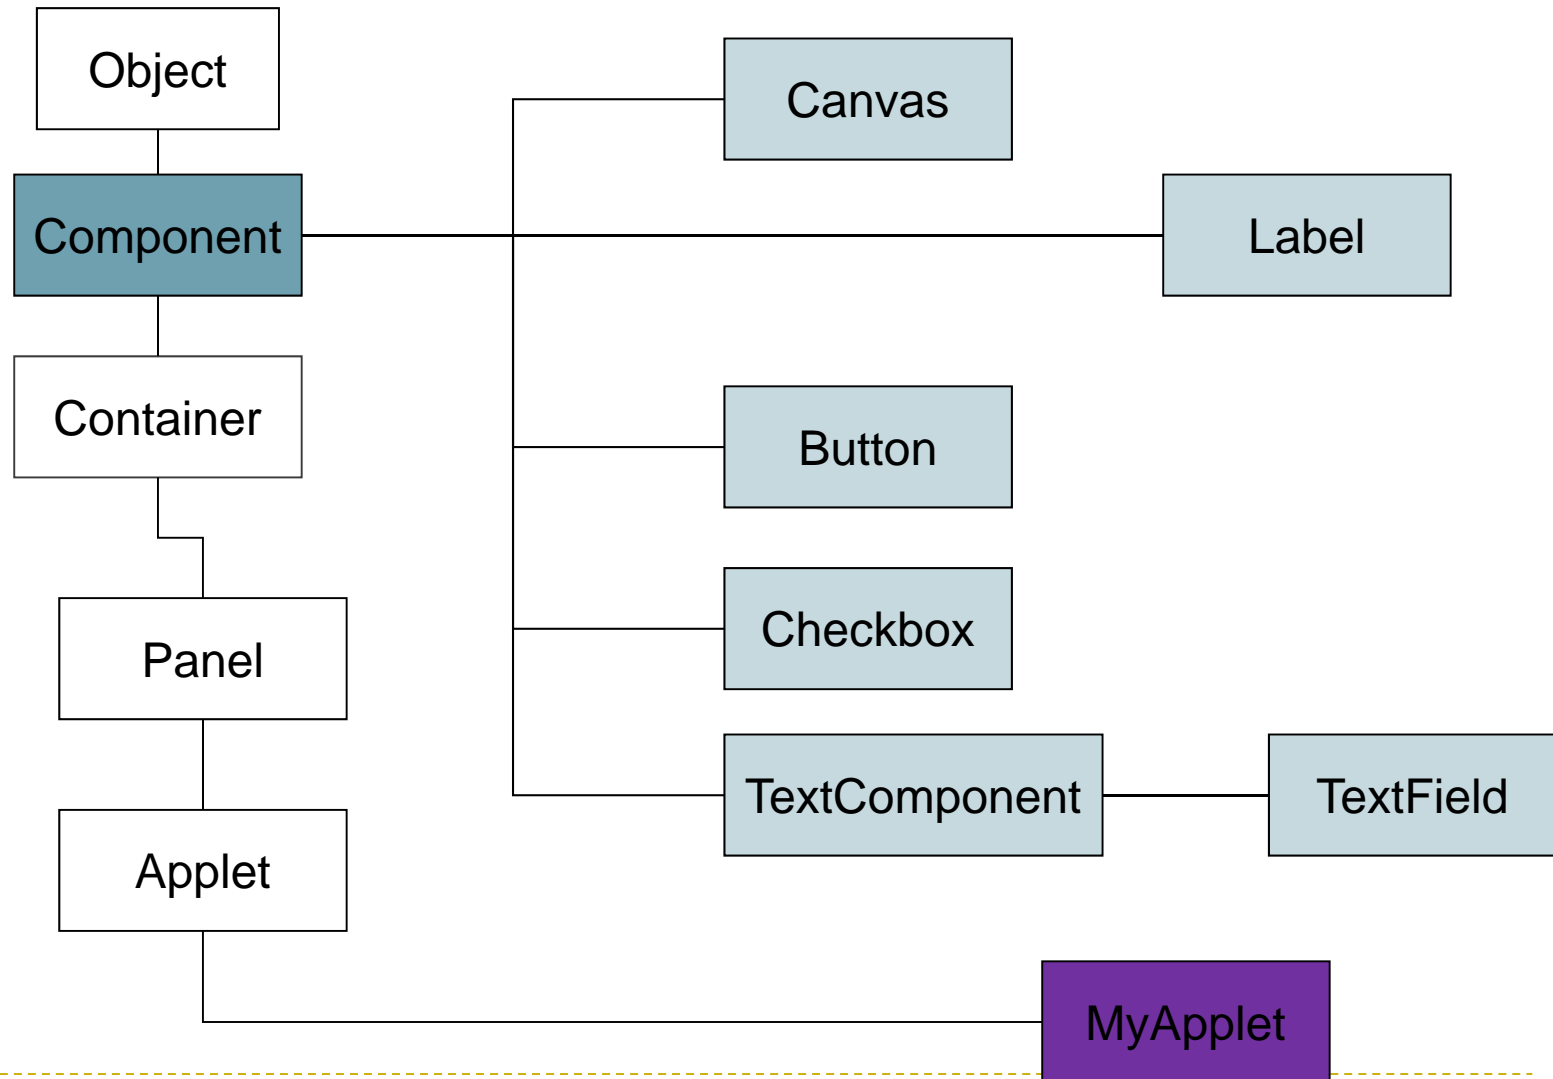 Object
Canvas
Component
Label
Container
Button
Checkbox
Panel
TextComponent
TextField
Applet
MyApplet